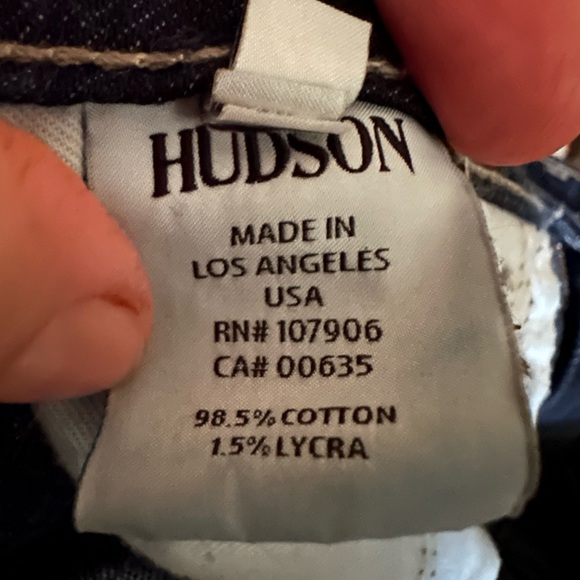 HUDSON
MADE IN
LOS ANGELES
USA
RN# 107906
CA# 00635
98.5% COTTON
1.5% LYCRA